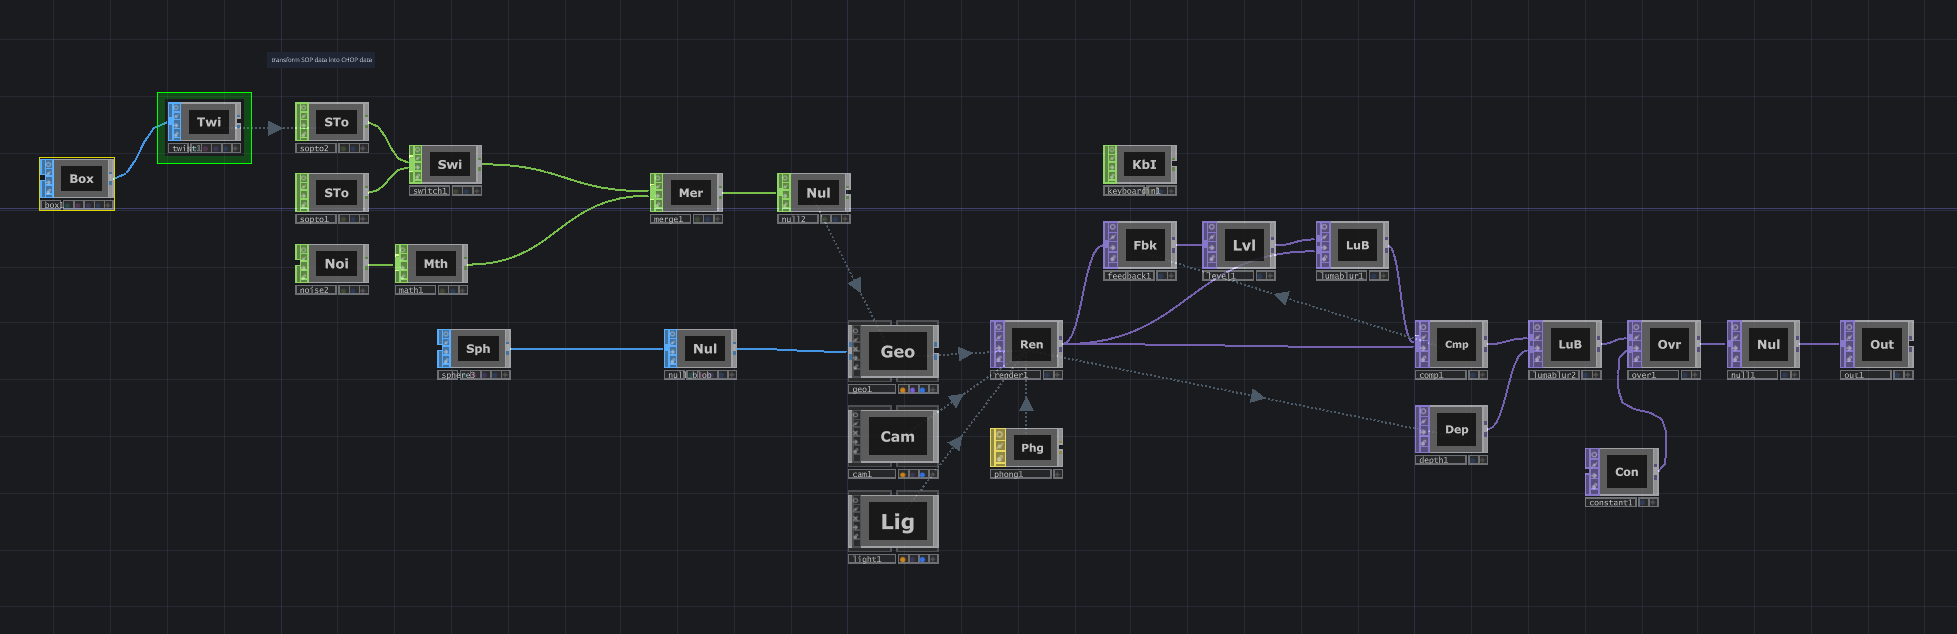 transform SOP data into CHOP data
Twi
twist1
STo
sopto2
Box
box1
STo
sopto1
Swi
switch1
Mer
merge1
Nul
null2
KbI
keyboardin1
Noi
noise2
Mth
math1
Fbk
feedback1
Lvl
level1
LuB
lumablur1
Sph
sphere3
Nul
null_blob
Geo
geo1
Ren
render1
Cmp
comp1
LuB
lumablur2
Ovr
over1
Nul
null1
Out
out1
Cam
cam1
Phg
phong1
Dep
depth1
Con
constant1
Lig
light1